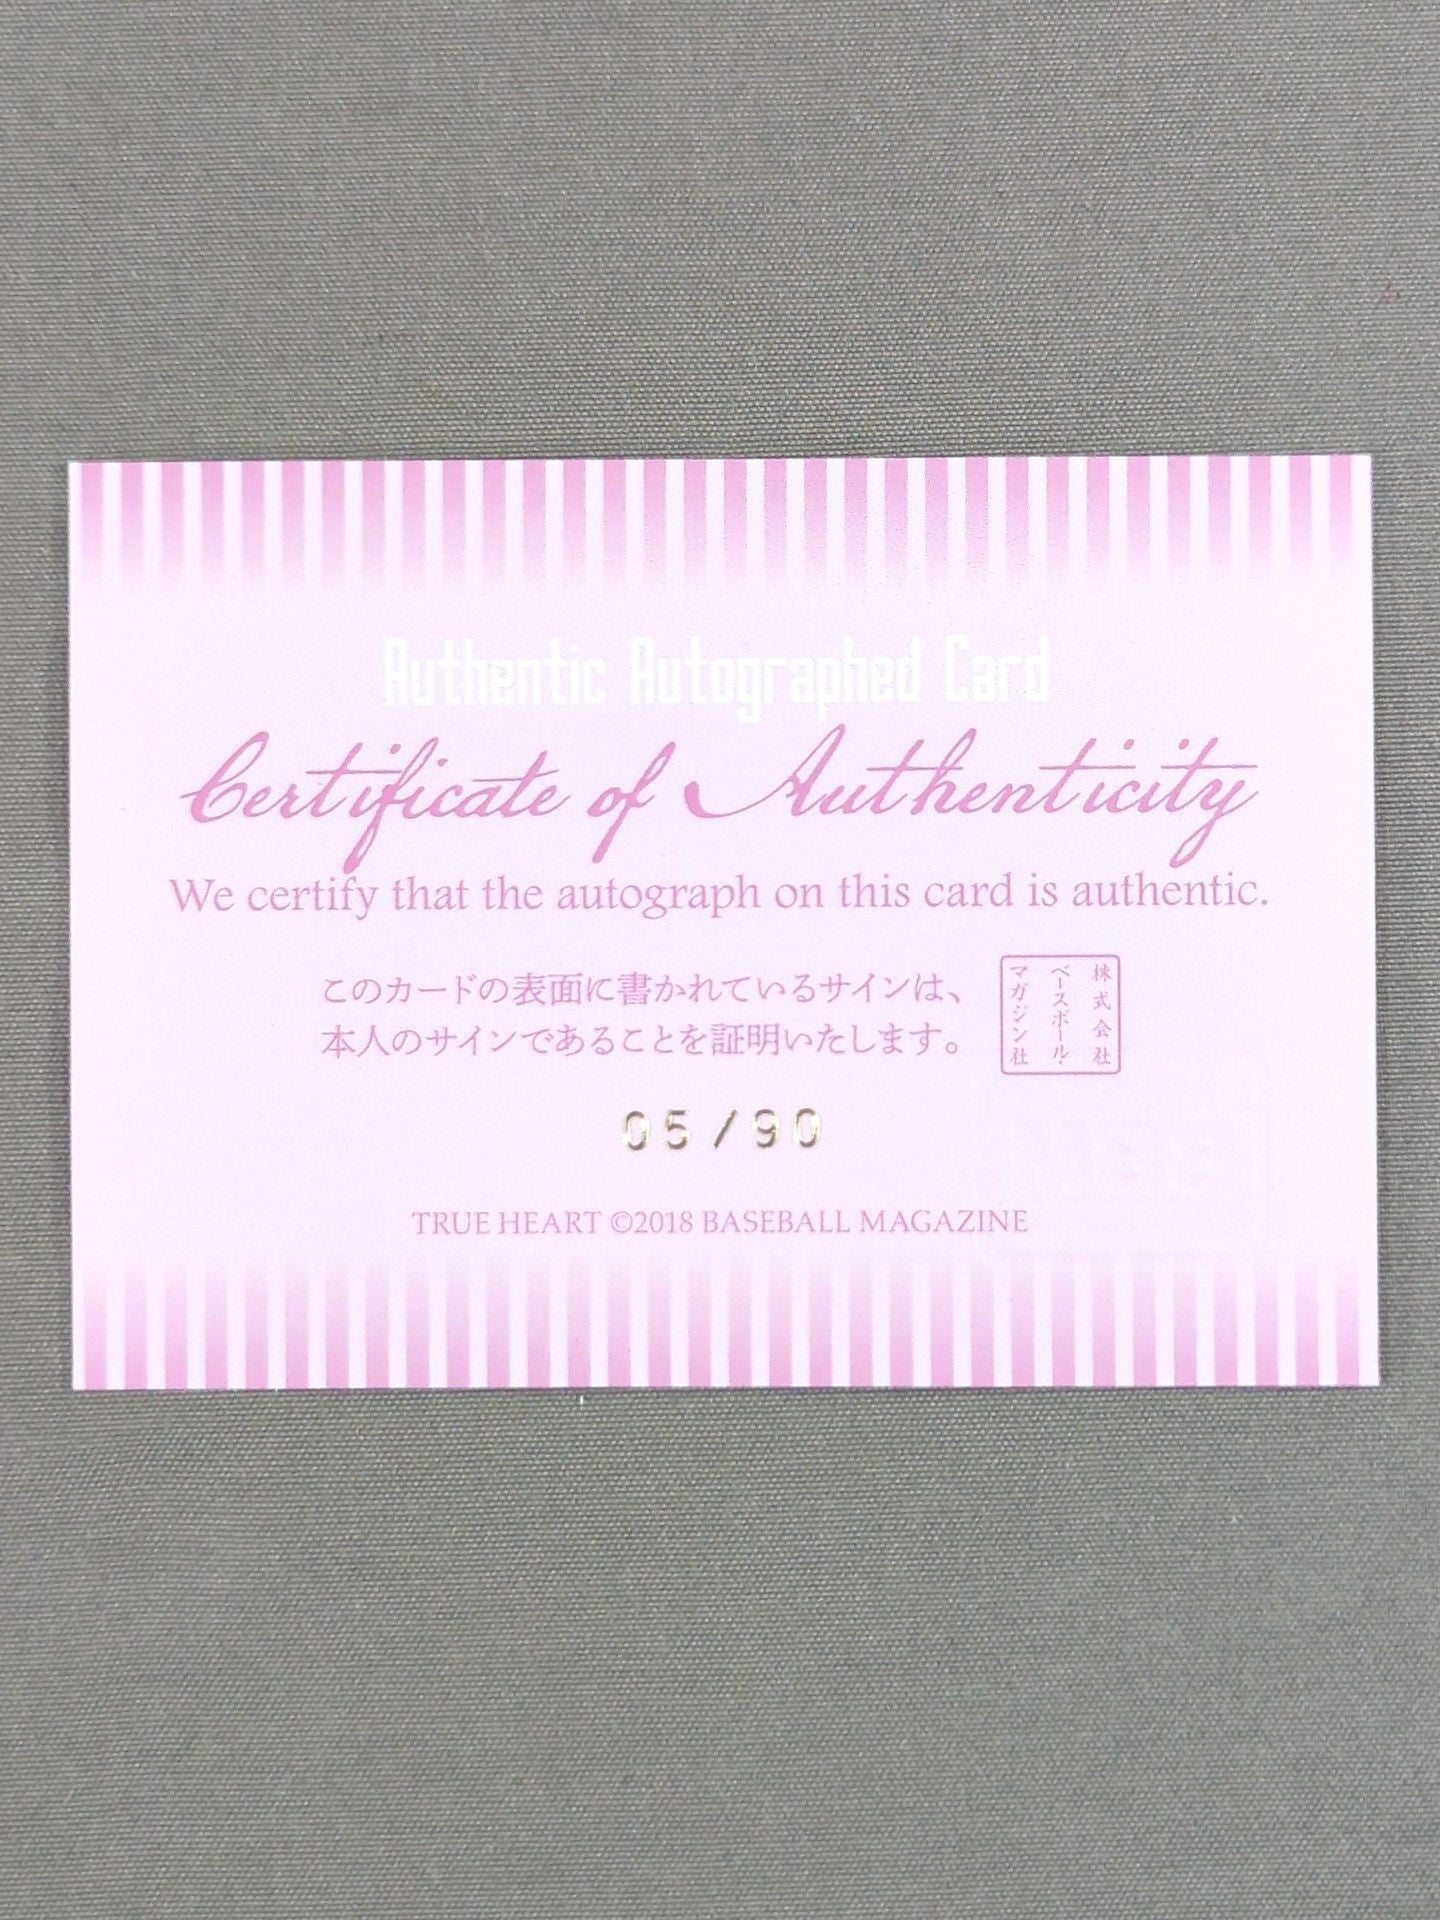 Authentic Autographed Card
Certificate of Authenticity
We certify that the autograph on this card is authentic.
このカードの表面に書かれているサインは、
本人のサインであることを証明いたします。
株式会社
ベースボール・
マガジン社
05/90
TRUE HEART ©2018 BASEBALL MAGAZINE